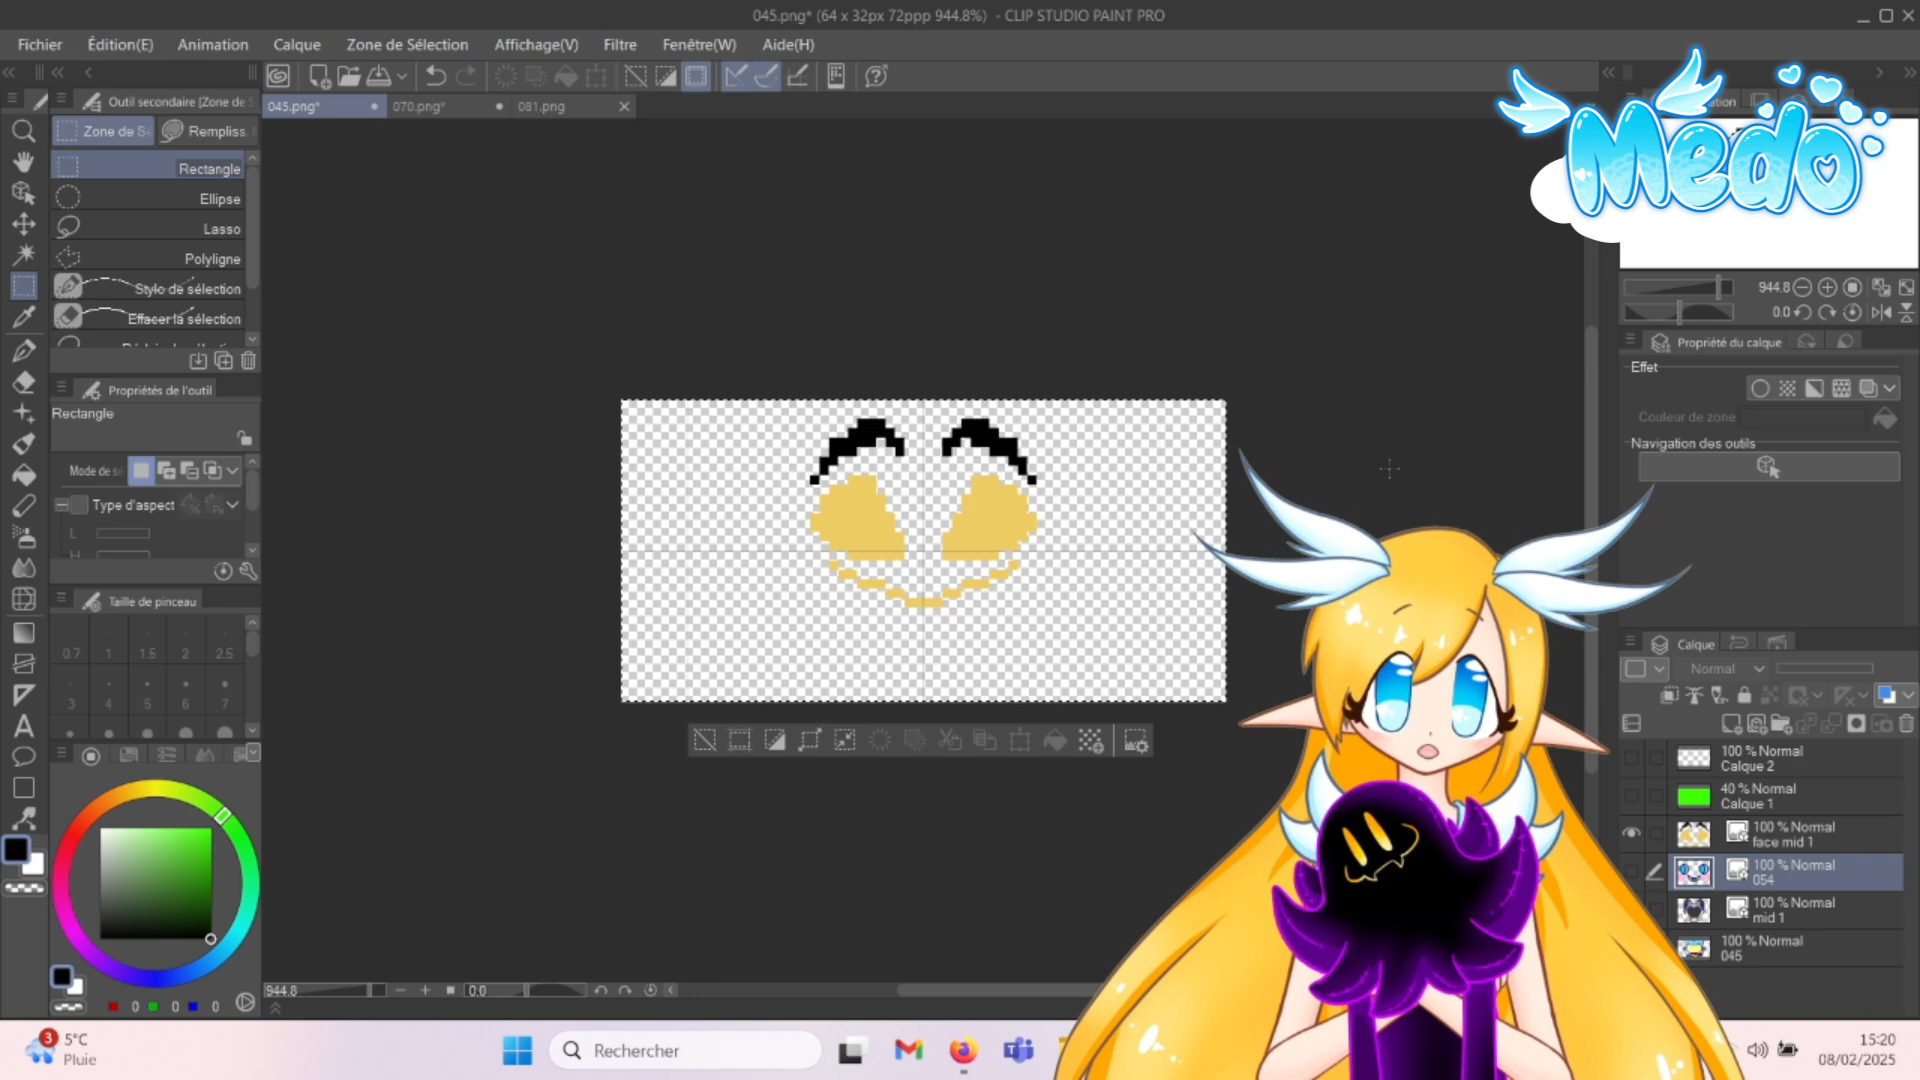 045.png* (64 x 32px 72ppp 944.8%) - CLIP STUDIO PAINT PRO
Fichier Édition(E) Animation Calque Zone de Sélection Affichage(V) Filtre Fenêtre(W) Aide(H)
Outil secondaire [Zone de S
045.png* 070.png* 081.png
Zone de Sé Rempliss.
Rectangle
Ellipse
Lasso
Polyligne
Stylo de sélection
Effacer la sélection
Propriétés de l'outil
Rectangle
Mode de sé
Type d'aspect
L
H
Taille de pinceau
0.7 1 1.5 2 2.5
3 4 5 6 7
0 0 0
944.8 0.0
Medo
944.8
0.0
Propriété du calque
Effet
Couleur de zone
Navigation des outils
Calque
Normal
100 % Normal
Calque 2
40 % Normal
Calque 1
100 % Normal
face mid 1
100 % Normal
054
100 % Normal
mid 1
100 % Normal
045
3
5°C
Pluie
Rechercher
15:20
08/02/2025